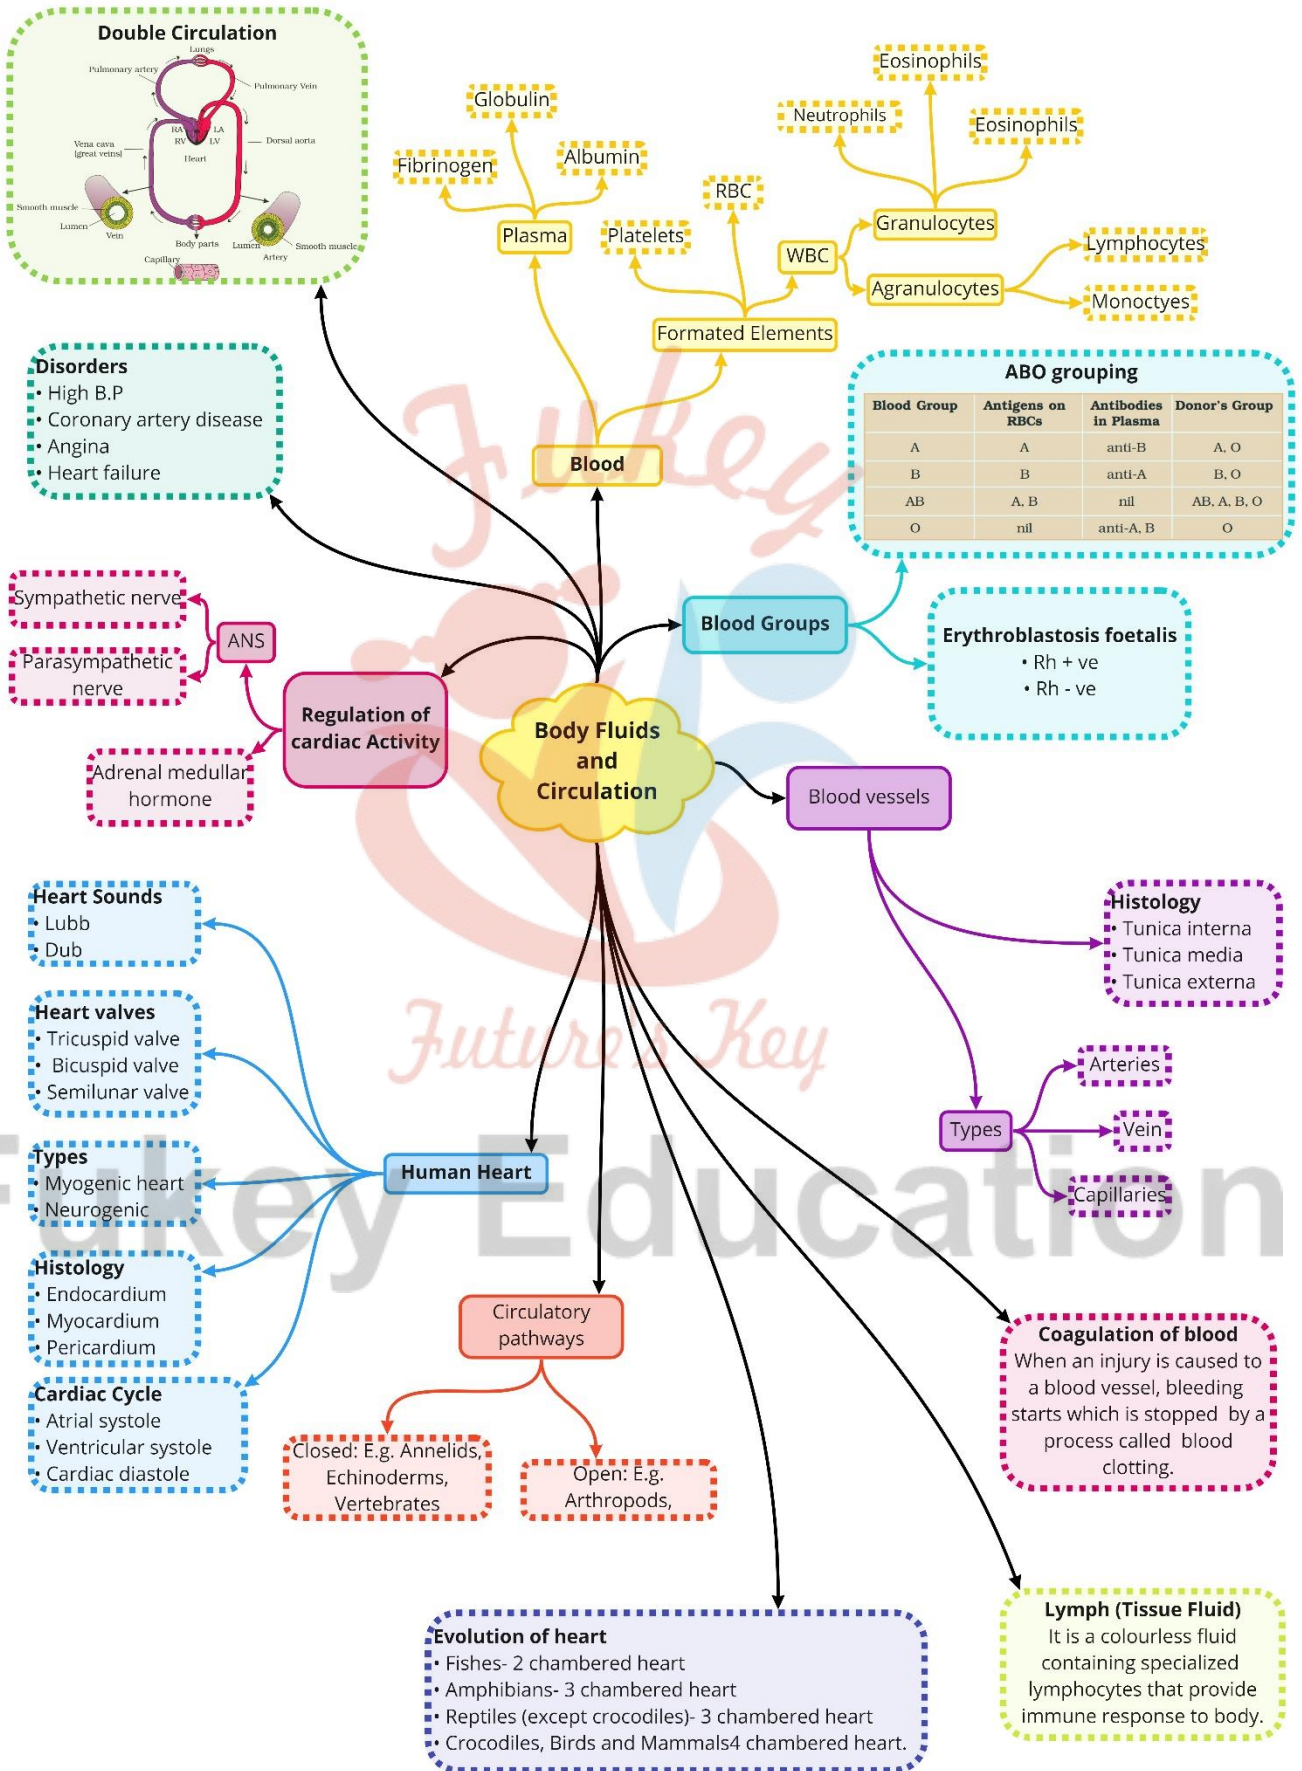 Double Circulation
Lungs
Pulmonary artery
Pulmonary Vein
RA LA
RV LV
Heart
Vena cava
(great veins)
Dorsal aorta
Smooth muscle
Lumen
Vein
Body parts
Lumen
Artery
Smooth muscle
Capillary
Globulin
Fibrinogen
Albumin
Plasma
Eosinophils
Neutrophils
Eosinophils
RBC
Platelets
WBC
Granulocytes
Agranulocytes
Lymphocytes
Monoctyes
Formated Elements
Blood
Disorders
• High B.P
• Coronary artery disease
• Angina
• Heart failure
ABO grouping
Blood Group Antigens on RBCs Antibodies in Plasma Donor's Group
A A anti-B A, O
B B anti-A B, O
AB A, B nil AB, A, B, O
O nil anti-A, B O
Blood Groups
Erythroblastosis foetalis
• Rh + ve
• Rh - ve
Sympathetic nerve
Parasympathetic
nerve
ANS
Regulation of
cardiac Activity
Adrenal medullar
hormone
Body Fluids
and
Circulation
Blood vessels
Histology
• Tunica interna
• Tunica media
• Tunica externa
Types
Arteries
Vein
Capillaries
Heart Sounds
• Lubb
• Dub
Heart valves
• Tricuspid valve
• Bicuspid valve
• Semilunar valve
Types
• Myogenic heart
• Neurogenic
Histology
• Endocardium
• Myocardium
• Pericardium
Cardiac Cycle
• Atrial systole
• Ventricular systole
• Cardiac diastole
Human Heart
Circulatory
pathways
Closed: E.g. Annelids,
Echinoderms,
Vertebrates
Open: E.g.
Arthropods,
Coagulation of blood
When an injury is caused to
a blood vessel, bleeding
starts which is stopped by a
process called blood
clotting.
Lymph (Tissue Fluid)
It is a colourless fluid
containing specialized
lymphocytes that provide
immune response to body.
Evolution of heart
• Fishes- 2 chambered heart
• Amphibians- 3 chambered heart
• Reptiles (except crocodiles)- 3 chambered heart
• Crocodiles, Birds and Mammals4 chambered heart.
Fukey
Future's Key
Fukey Education